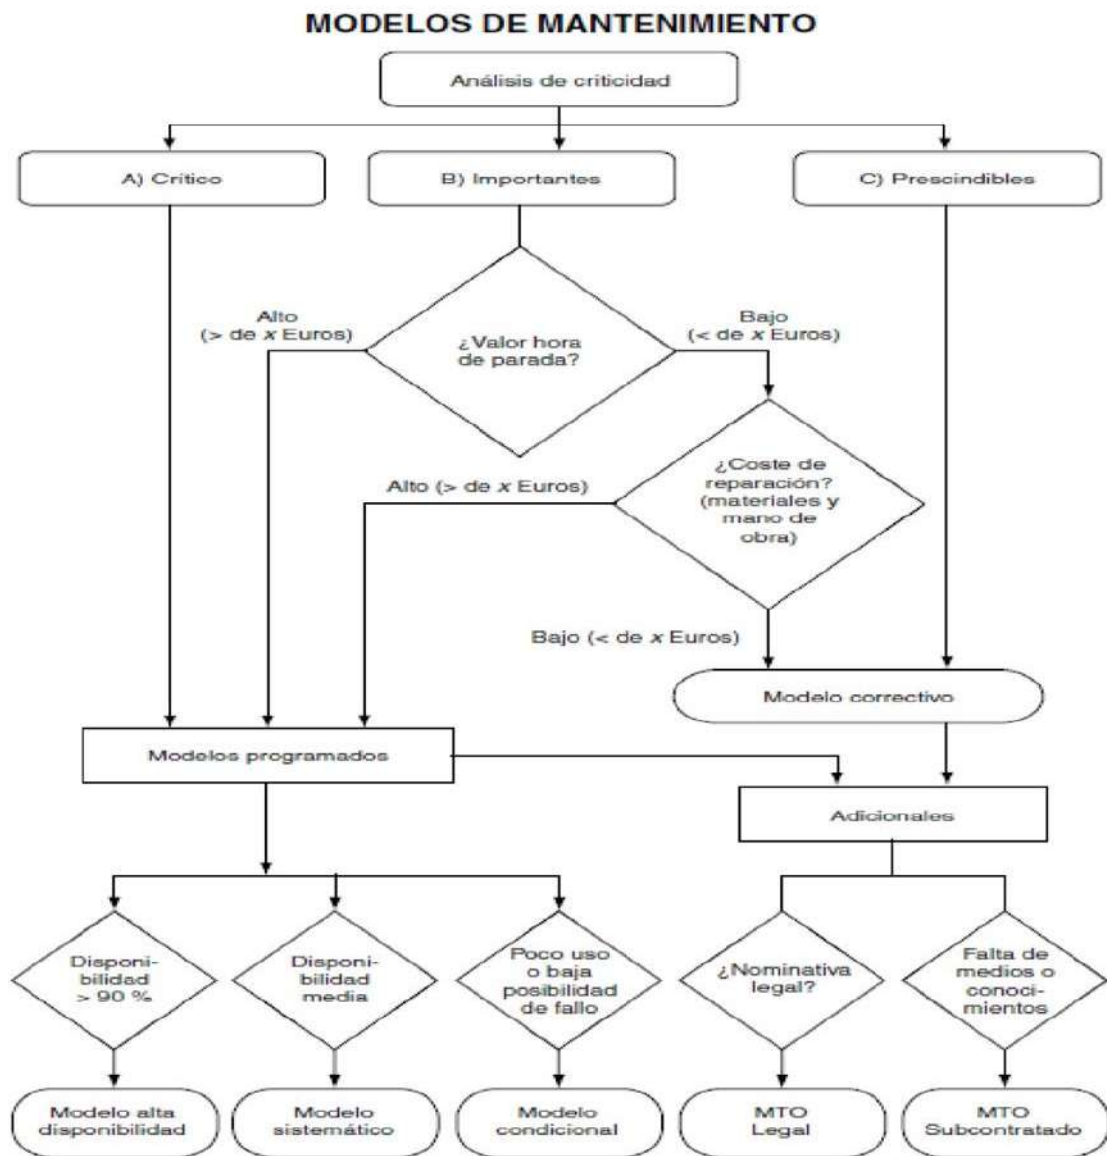 MODELOS DE MANTENIMIENTO
Análisis de criticidad
A) Crítico
B) Importantes
C) Prescindibles
Alto
(> de x Euros)
¿Valor hora
de parada?
Bajo
(< de x Euros)
Alto (> de x Euros)
¿Coste de
reparación?
(materiales y
mano de
obra)
Bajo (< de x Euros)
Modelo correctivo
Modelos programados
Adicionales
Disponi-
bilidad
> 90 %
Disponi-
bilidad
media
Poco uso
o baja
posibilidad
de fallo
¿Nominativa
legal?
Falta de
medios o
conoci-
mientos
Modelo alta
disponibilidad
Modelo
sistemático
Modelo
condicional
MTO
Legal
MTO
Subcontratado